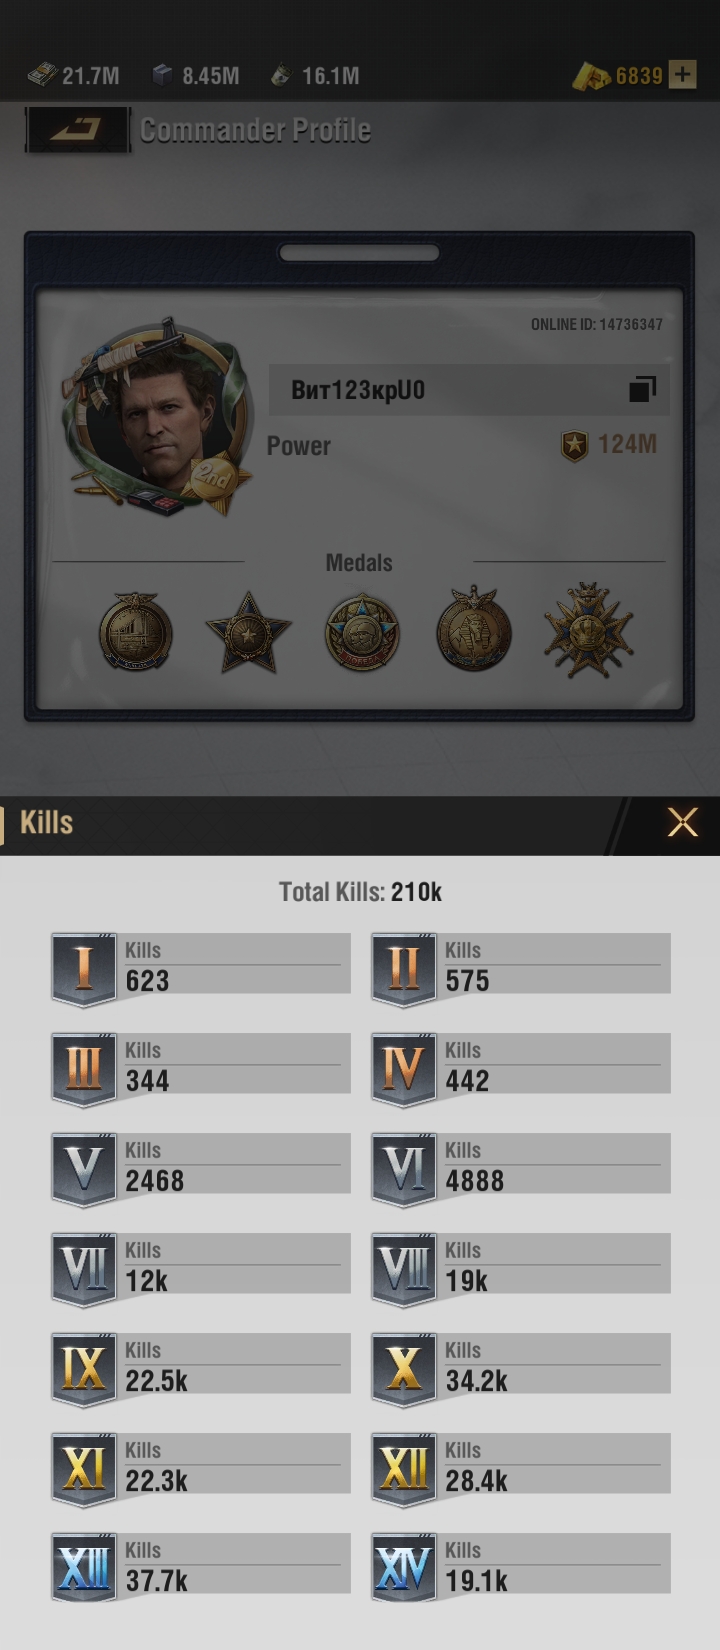 21.7M 8.45M 16.1M 6839 +
Commander Profile
ONLINE ID: 14736347
Вит123крU0
Power 124M
2nd
Medals
ПОБЕДА
Kills
Total Kills: 210k
I Kills 623
II Kills 575
III Kills 344
IV Kills 442
V Kills 2468
VI Kills 4888
VII Kills 12k
VIII Kills 19k
IX Kills 22.5k
X Kills 34.2k
XI Kills 22.3k
XII Kills 28.4k
XIII Kills 37.7k
XIV Kills 19.1k